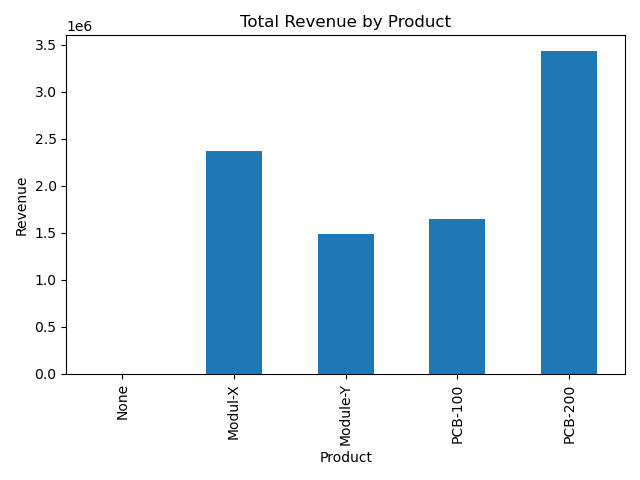 Total Revenue by Product
1e6
3.5
3.0
2.5
2.0
1.5
1.0
0.5
0.0
Revenue
None
Modul-X
Module-Y
PCB-100
PCB-200
Product